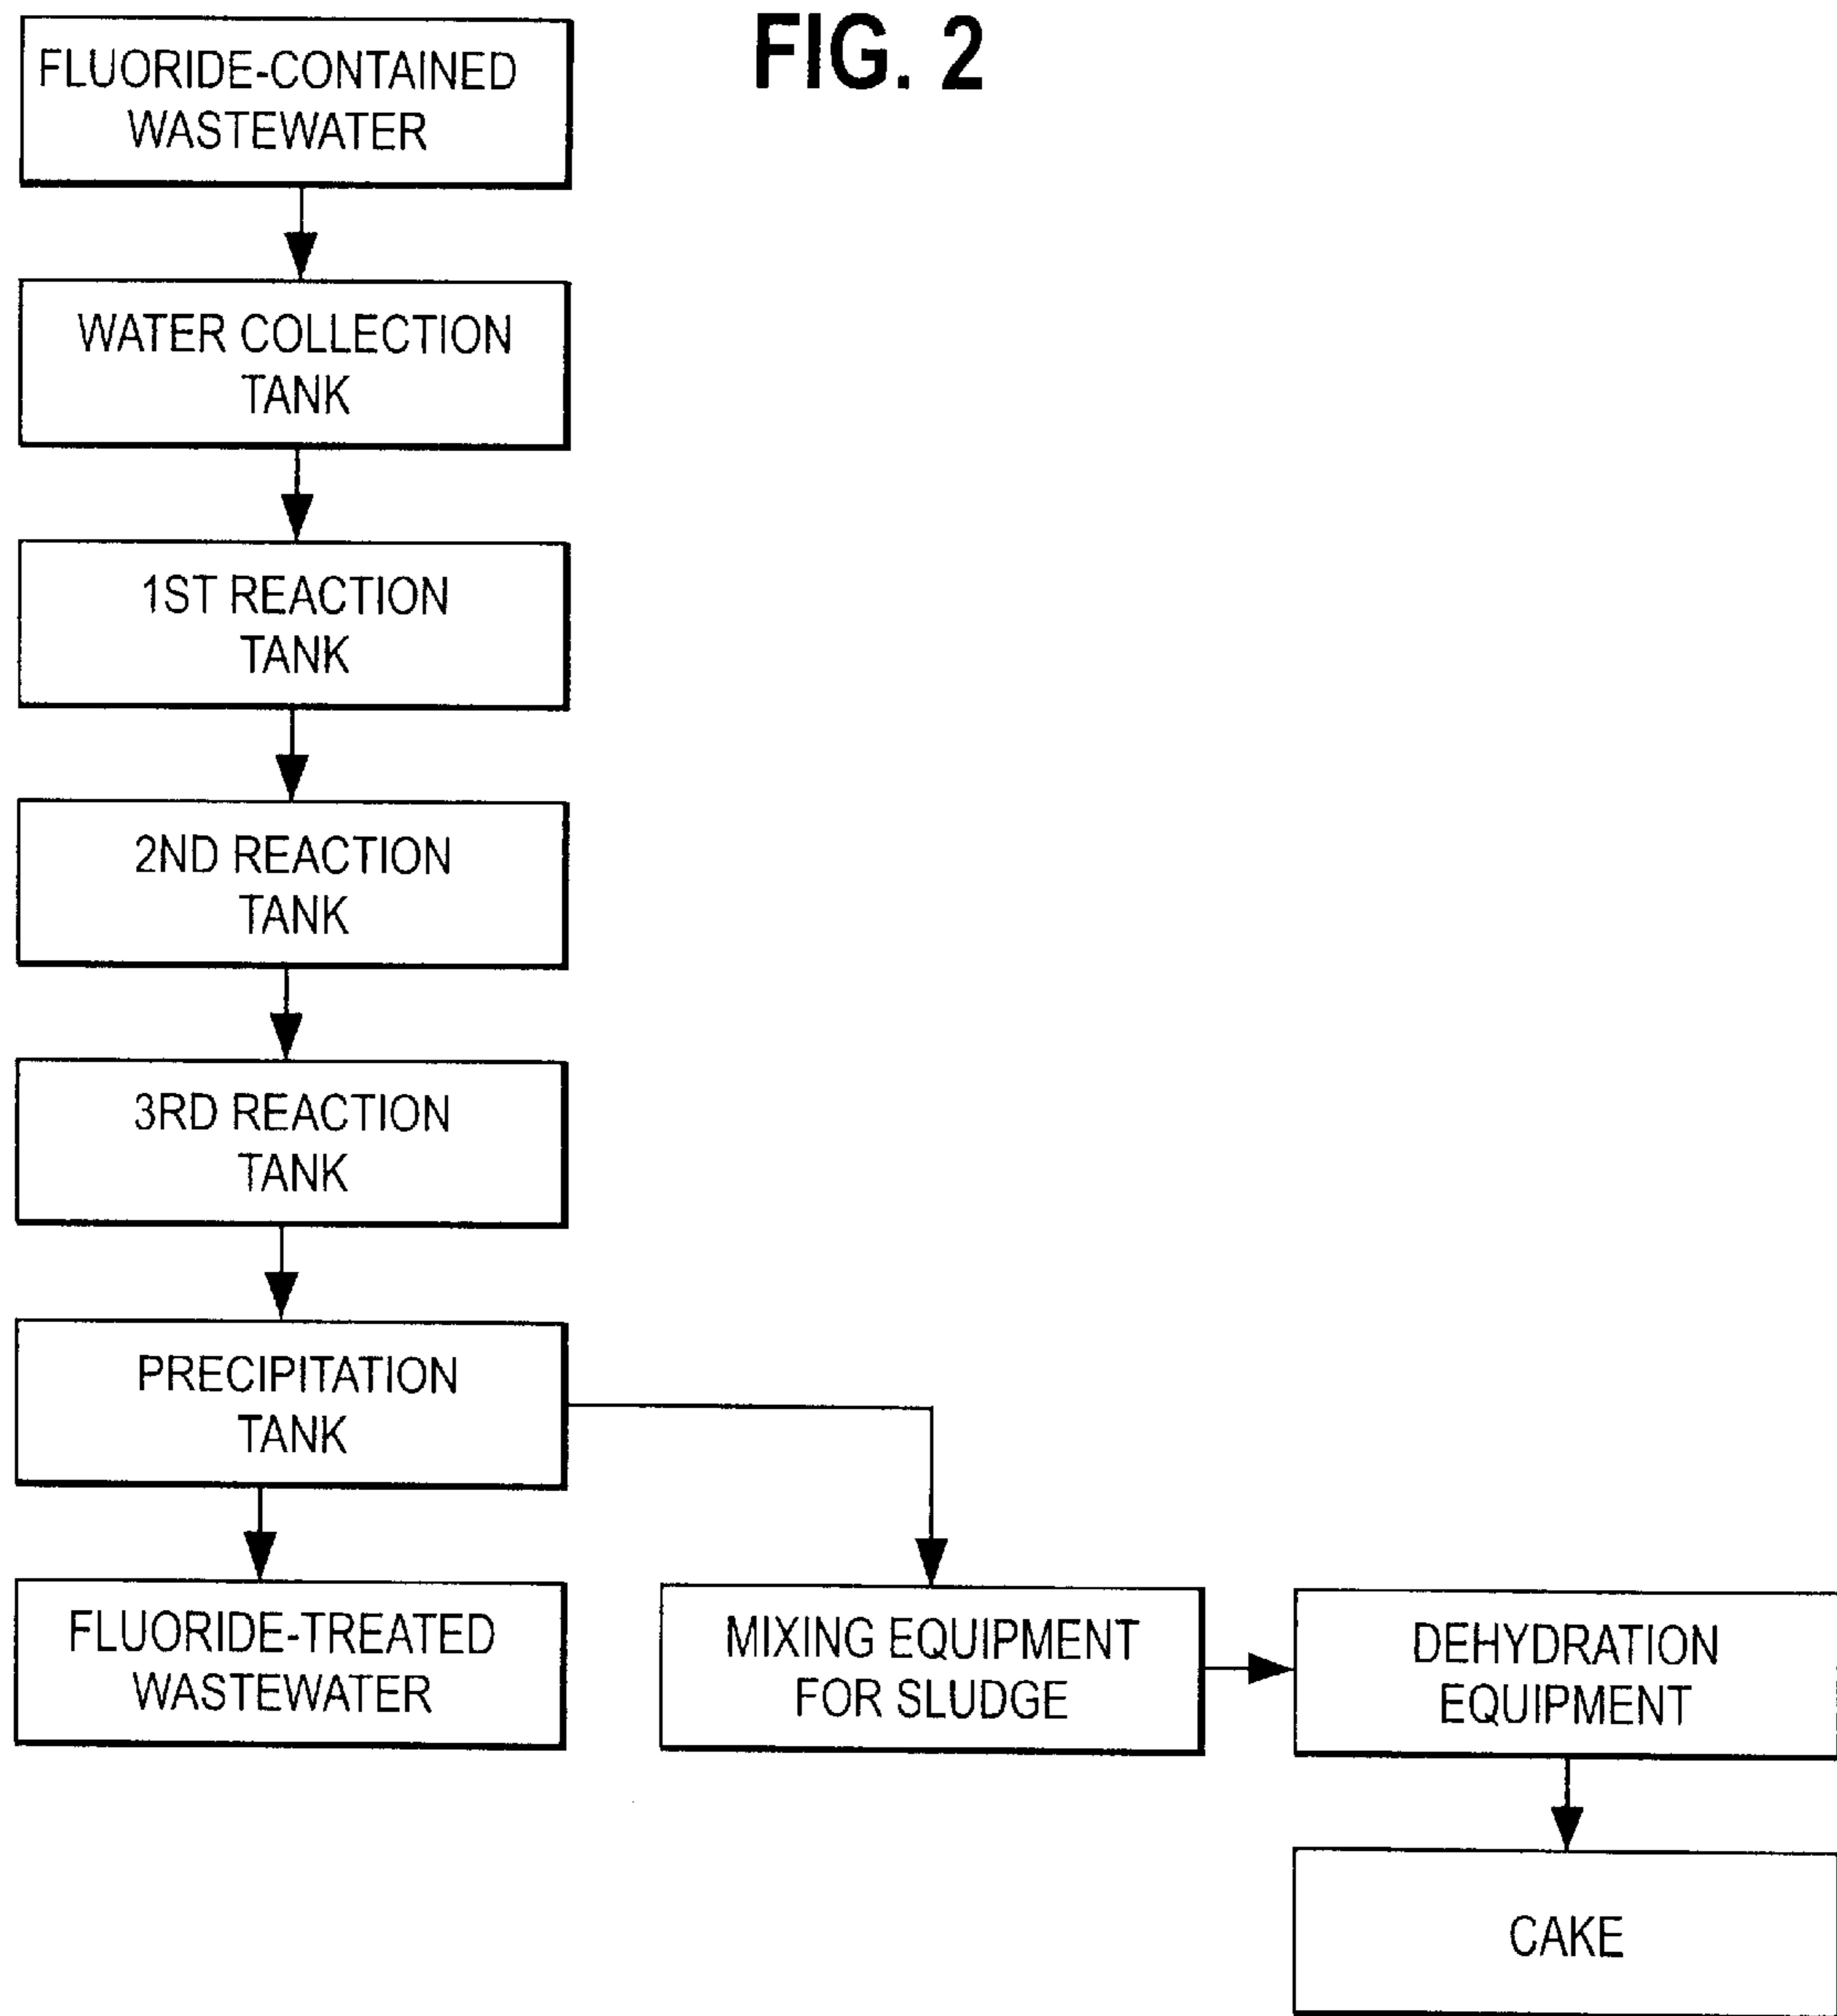 FIG. 2
FLUORIDE-CONTAINED
WASTEWATER
WATER COLLECTION
TANK
1ST REACTION
TANK
2ND REACTION
TANK
3RD REACTION
TANK
PRECIPITATION
TANK
FLUORIDE-TREATED
WASTEWATER
MIXING EQUIPMENT
FOR SLUDGE
DEHYDRATION
EQUIPMENT
CAKE